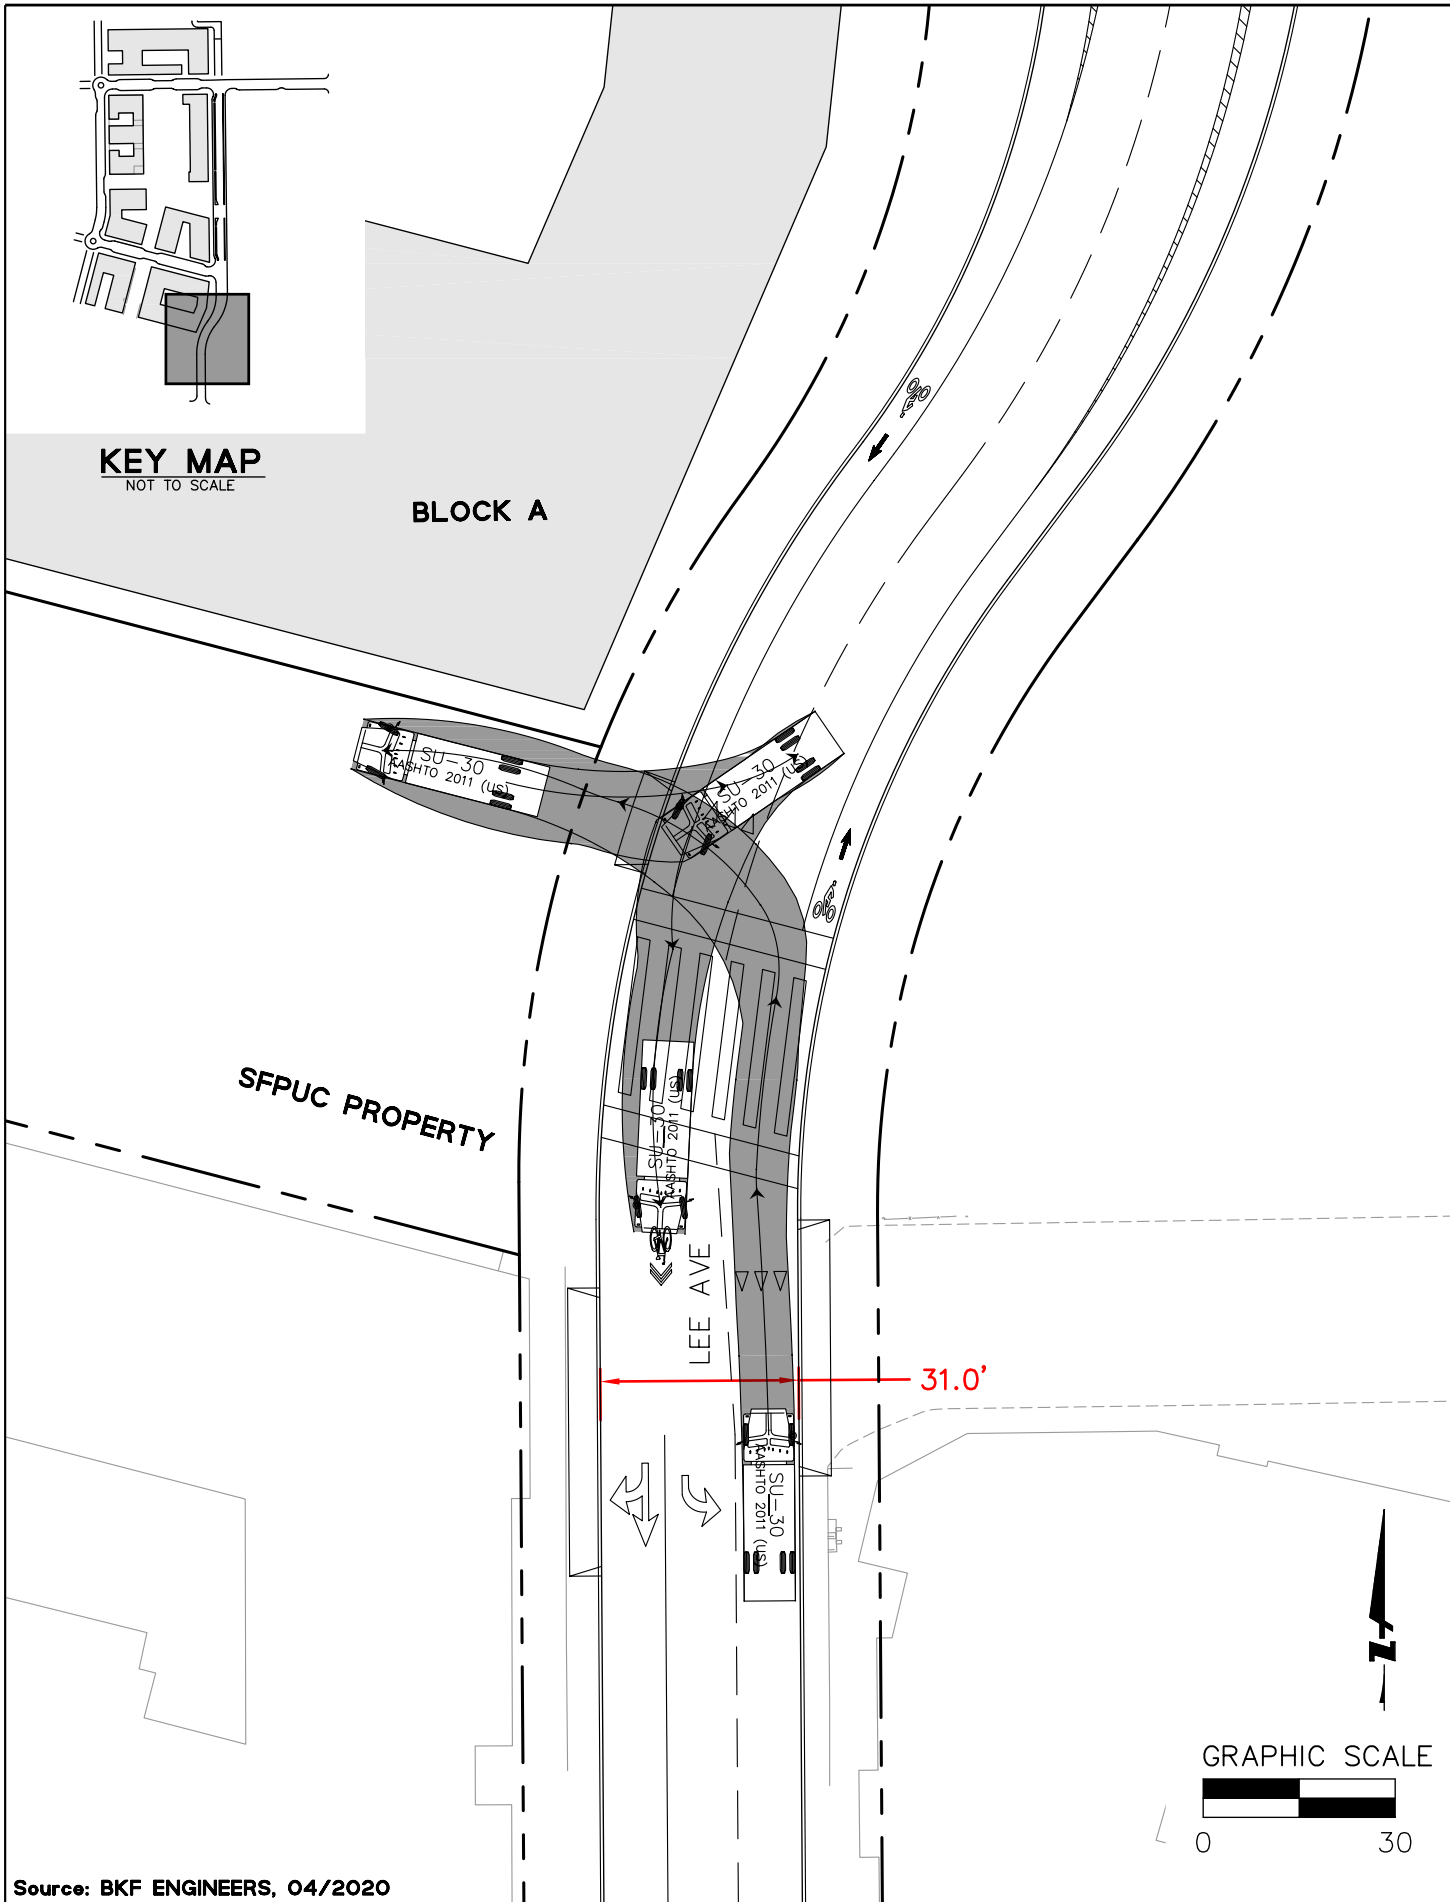 KEY MAP
NOT TO SCALE
BLOCK A
SU-30
AASHTO 2011 (US)
SU-30
AASHTO 2011 (US)
SFPUC PROPERTY
SU-30
AASHTO 2011 (US)
LEE AVE
31.0'
SU-30
AASHTO 2011 (US)
GRAPHIC SCALE
0 30
Source: BKF ENGINEERS, 04/2020